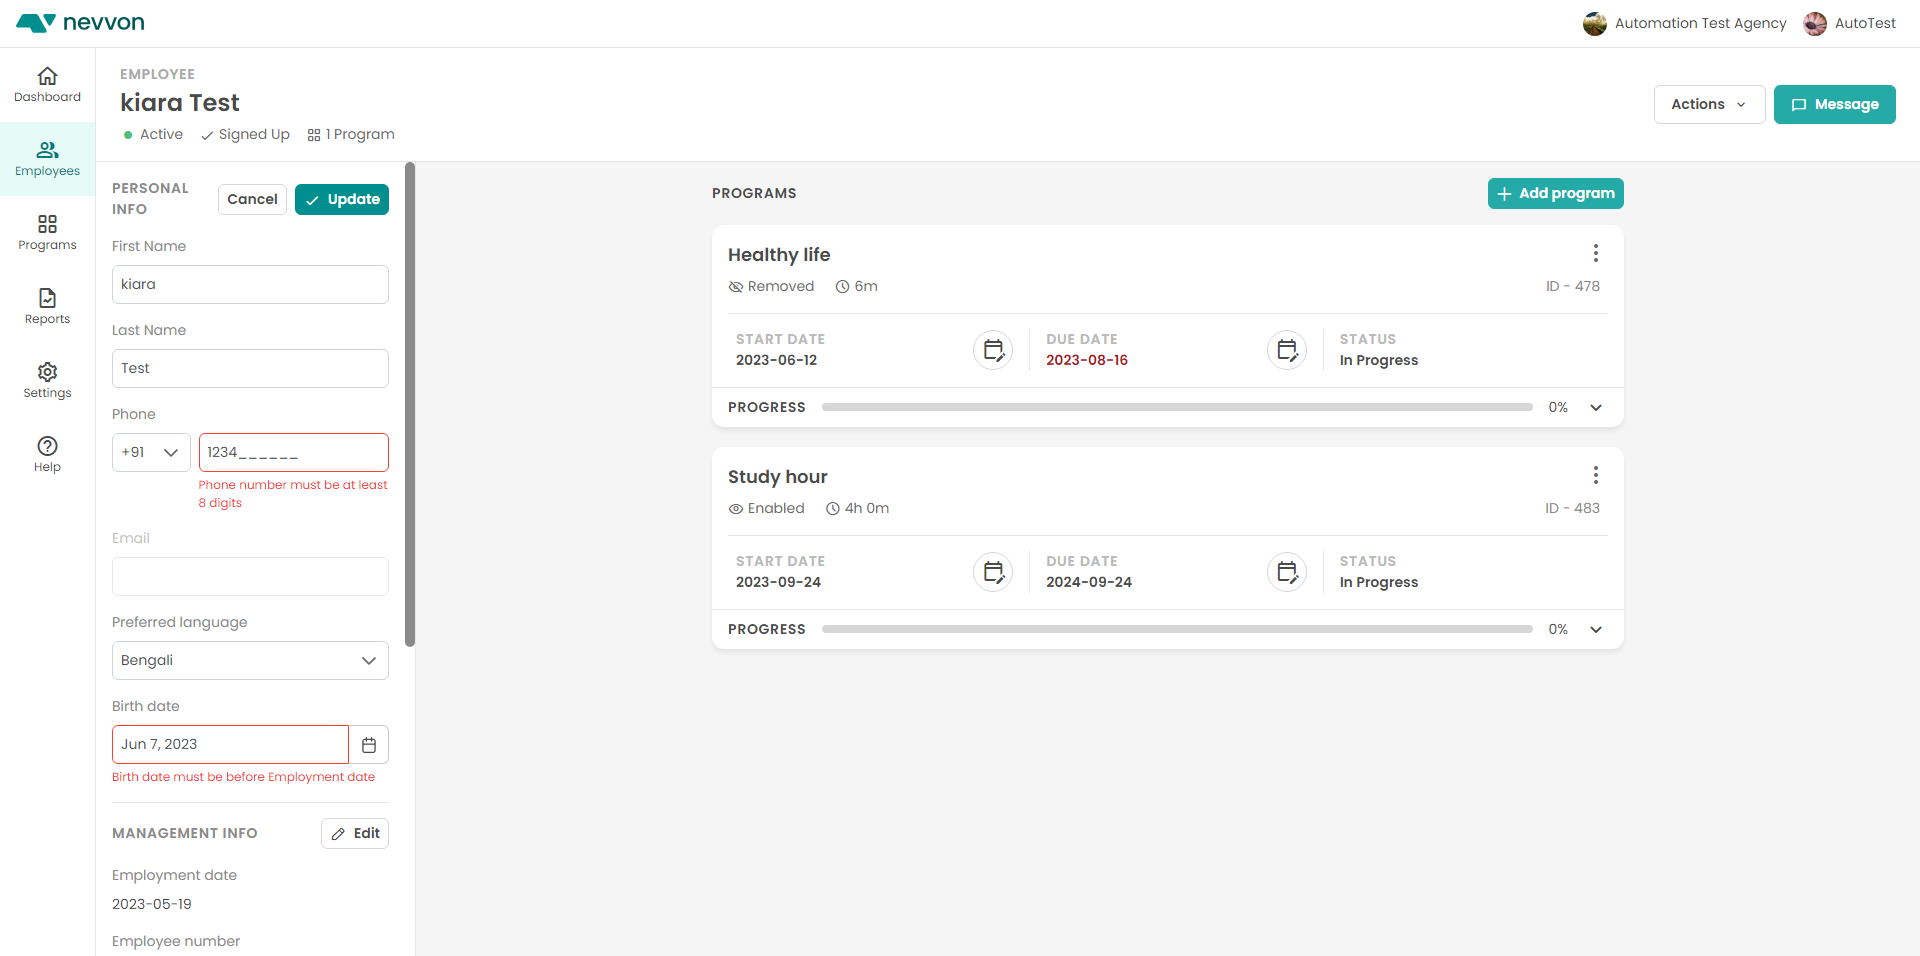 nevvon
Automation Test Agency
AutoTest
Dashboard
Employees
Programs
Reports
Settings
Help
EMPLOYEE
kiara Test
Active
Signed Up
1 Program
Actions
Message
PERSONAL
INFO
Cancel
Update
First Name
kiara
Last Name
Test
Phone
+91
1234______
Phone number must be at least
8 digits
Email
Preferred language
Bengali
Birth date
Jun 7, 2023
Birth date must be before Employment date
MANAGEMENT INFO
Edit
Employment date
2023-05-19
Employee number
PROGRAMS
Add program
Healthy life
Removed
6m
ID - 478
START DATE
2023-06-12
DUE DATE
2023-08-16
STATUS
In Progress
PROGRESS
0%
Study hour
Enabled
4h 0m
ID - 483
START DATE
2023-09-24
DUE DATE
2024-09-24
STATUS
In Progress
PROGRESS
0%